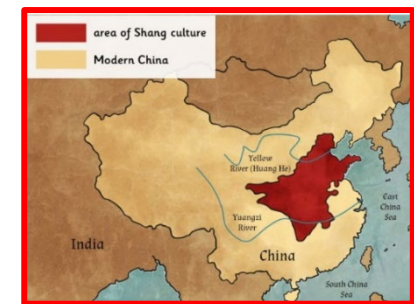 area of Shang culture
Modern China
Yellow
River (Huang He)
East
China
Sea
Yuangzi
River
India
China
South China
Sea